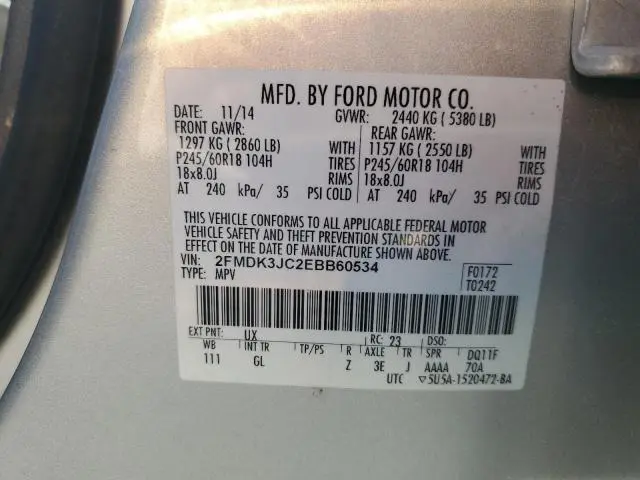 MFD. BY FORD MOTOR CO.
DATE: 11/14 GVWR: 2440 KG ( 5380 LB)
FRONT GAWR: REAR GAWR:
1297 KG ( 2860 LB) WITH 1157 KG ( 2550 LB) WITH
P245/60R18 104H TIRES P245/60R18 104H TIRES
18x8.0J RIMS 18x8.0J RIMS
AT 240 kPa/ 35 PSI COLD AT 240 kPa/ 35 PSI COLD
THIS VEHICLE CONFORMS TO ALL APPLICABLE FEDERAL MOTOR
VEHICLE SAFETY AND THEFT PREVENTION STANDARDS IN
EFFECT ON THE DATE OF MANUFACTURE SHOWN ABOVE.
VIN: 2FMDK3JC2EBB60534 F0172
TYPE: MPV T0242
EXT PNT: UX RC: 23 DSO:
WB INT TR TP/PS R AXLE TR SPR DQ11F
111 GL Z 3E J AAAA 70A
UTC ▽5U5A-1520472-BA